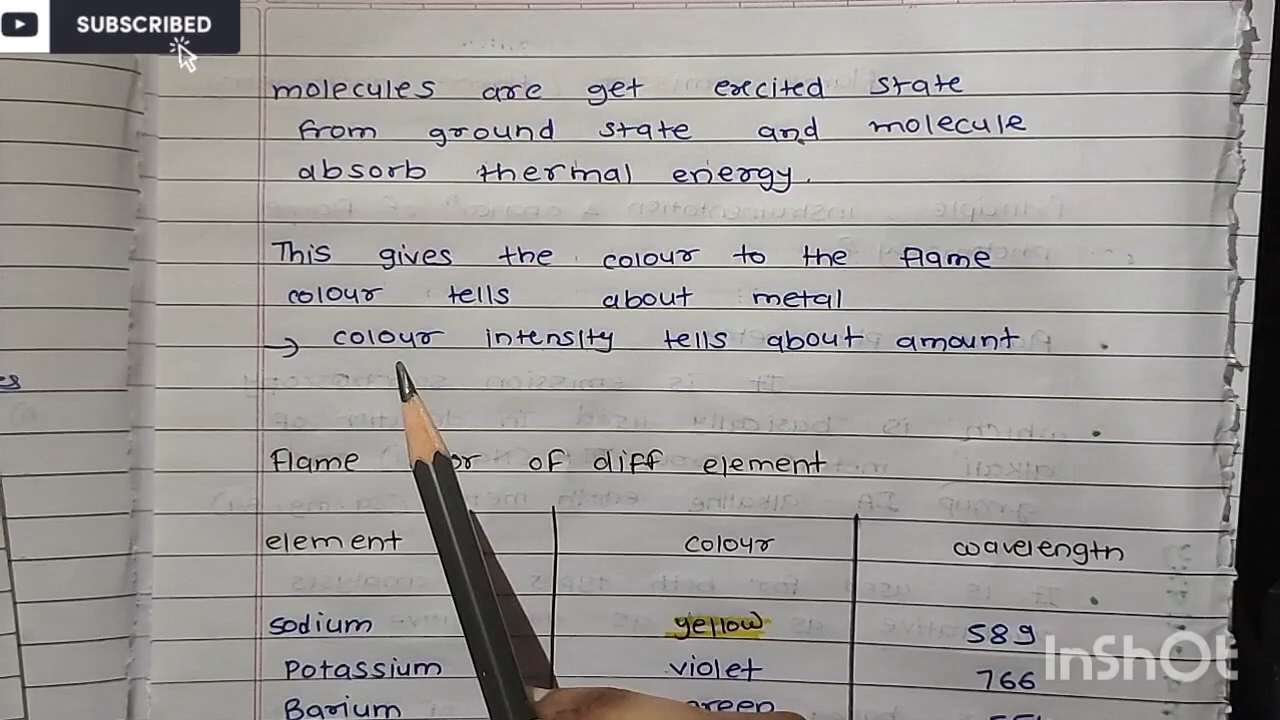 SUBSCRIBED
molecules are get execited state
from ground state and molecule
absorb thermal energy.
This gives the colour to the flame
colour tells about metal
→ colour intensity tells about amount
flame of diff element
element colour wavelength
sodium yellow 589
Potassium violet 766
Barium
InShOt